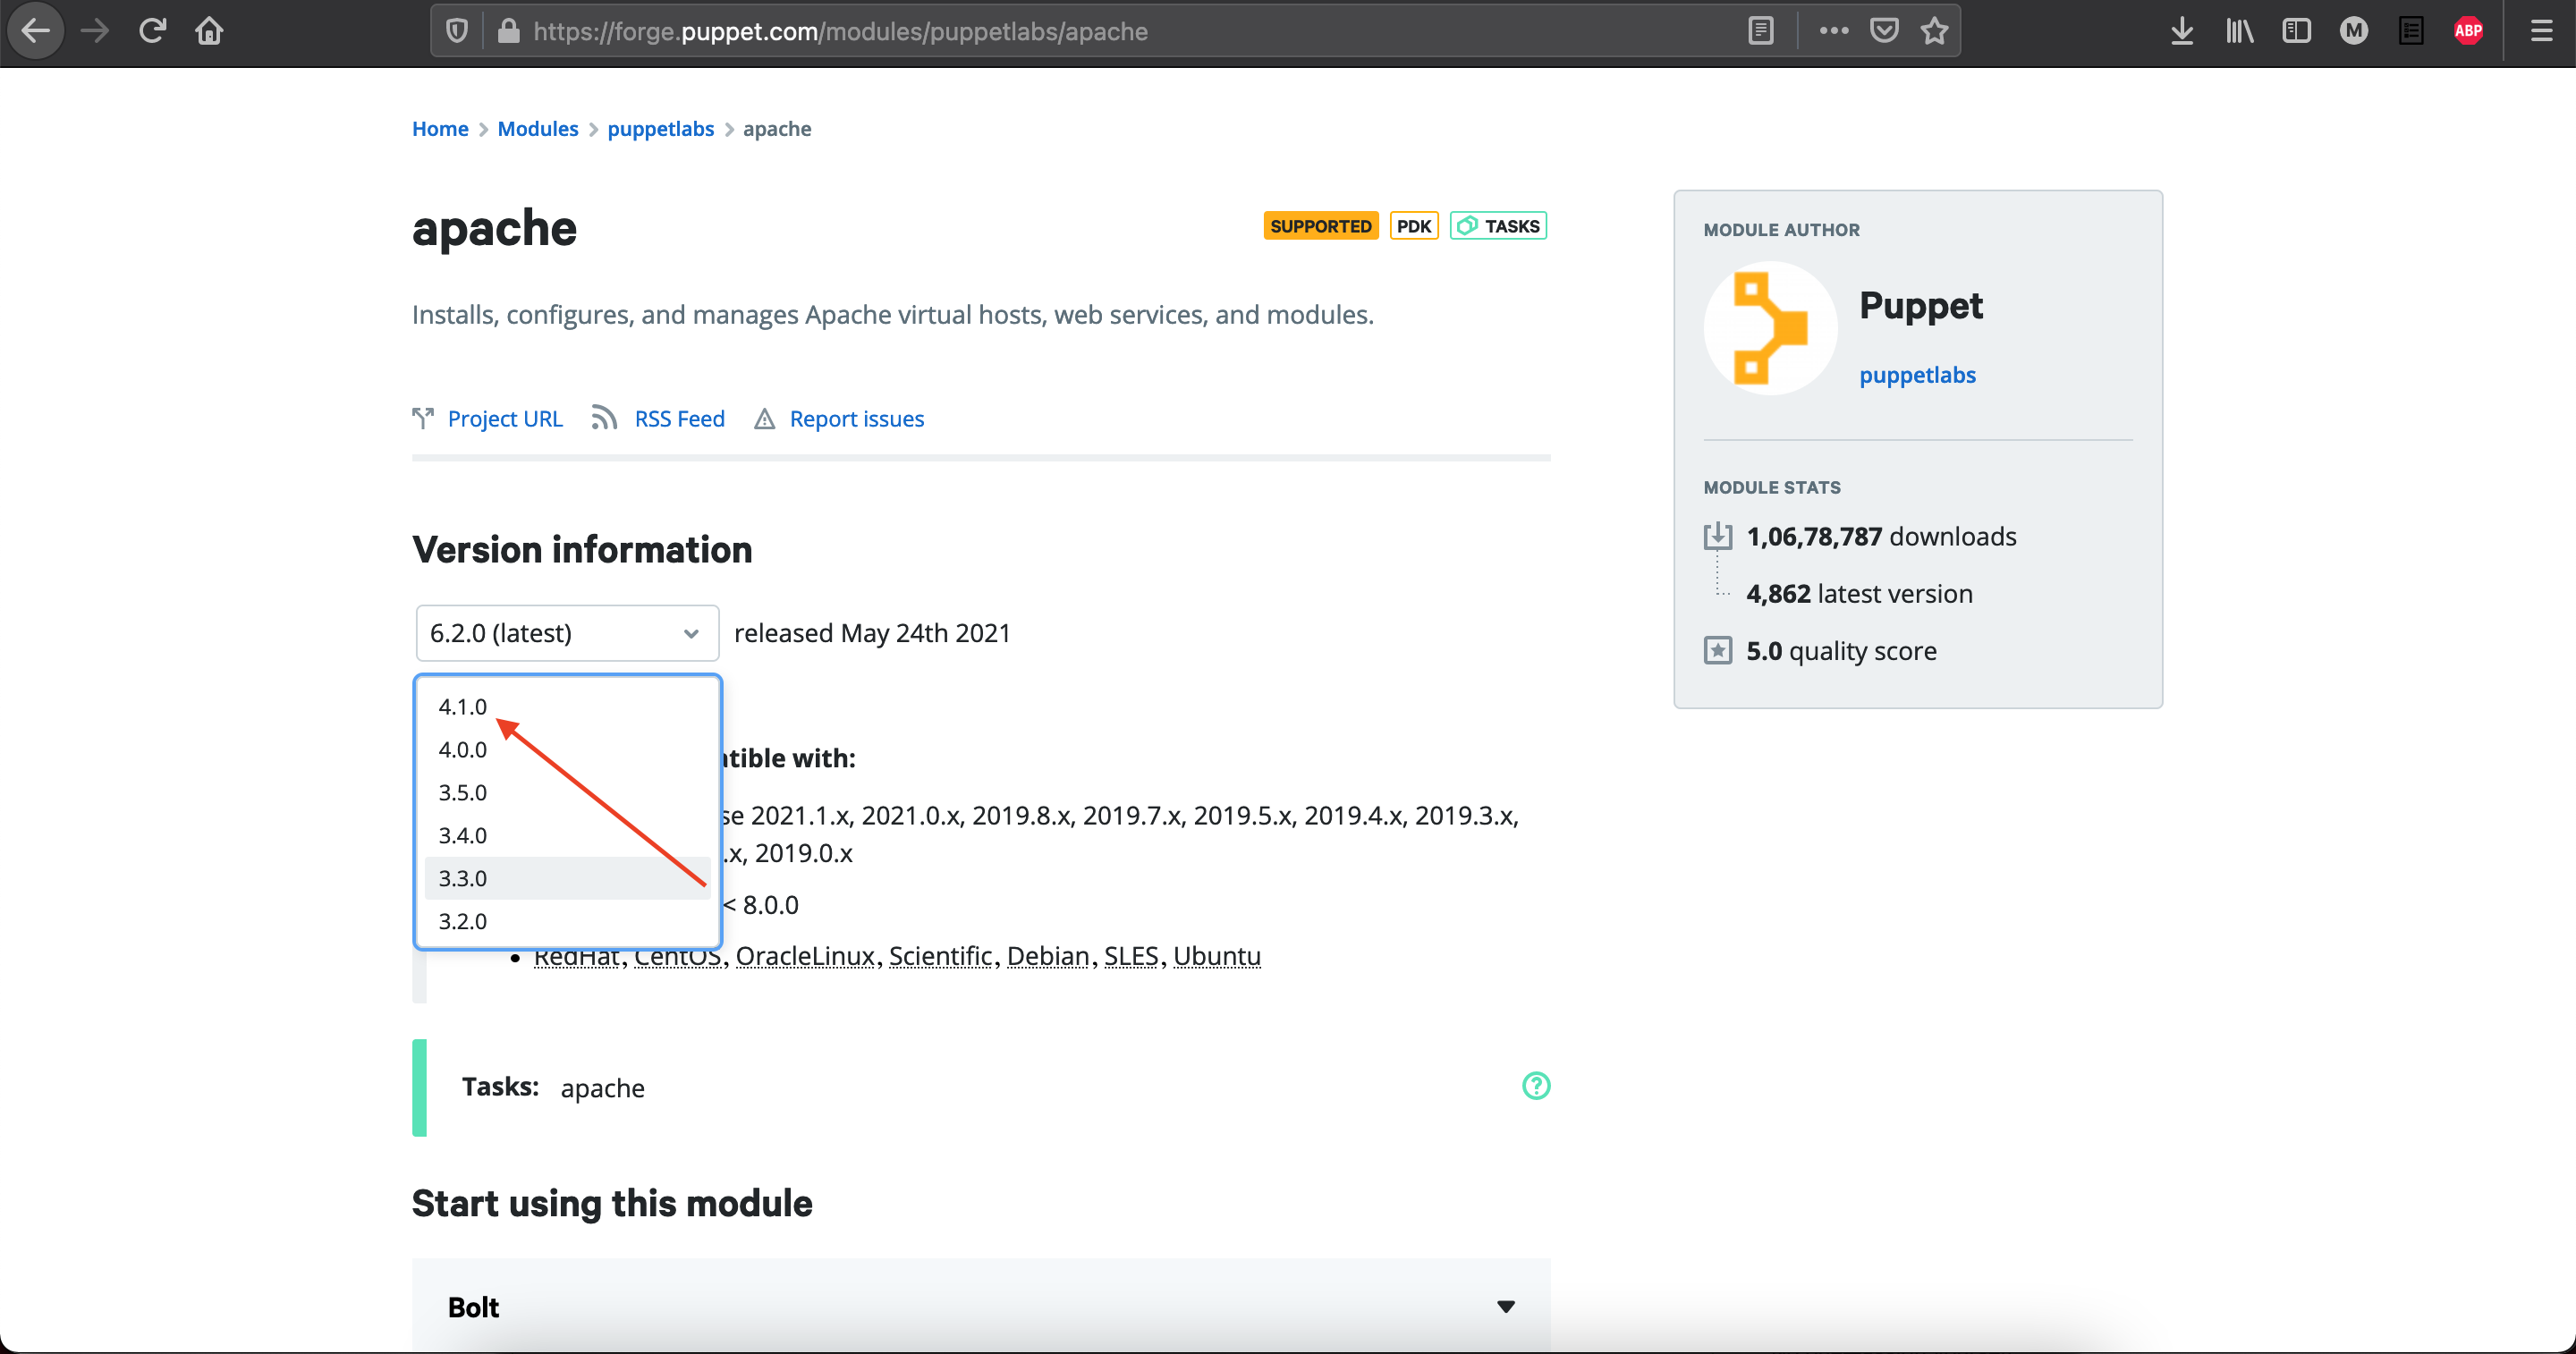 https://forge.puppet.com/modules/puppetlabs/apache
M
ABP
Home > Modules > puppetlabs > apache
apache
SUPPORTED PDK TASKS
Installs, configures, and manages Apache virtual hosts, web services, and modules.
Project URL RSS Feed Report issues
Version information
6.2.0 (latest) released May 24th 2021
4.1.0
4.0.0
3.5.0
3.4.0
3.3.0
3.2.0
tible with:
se 2021.1.x, 2021.0.x, 2019.8.x, 2019.7.x, 2019.5.x, 2019.4.x, 2019.3.x,
.x, 2019.0.x
< 8.0.0
• RedHat, CentOS, OracleLinux, Scientific, Debian, SLES, Ubuntu
Tasks: apache ?
Start using this module
Bolt
MODULE AUTHOR
Puppet
puppetlabs
MODULE STATS
1,06,78,787 downloads
4,862 latest version
5.0 quality score